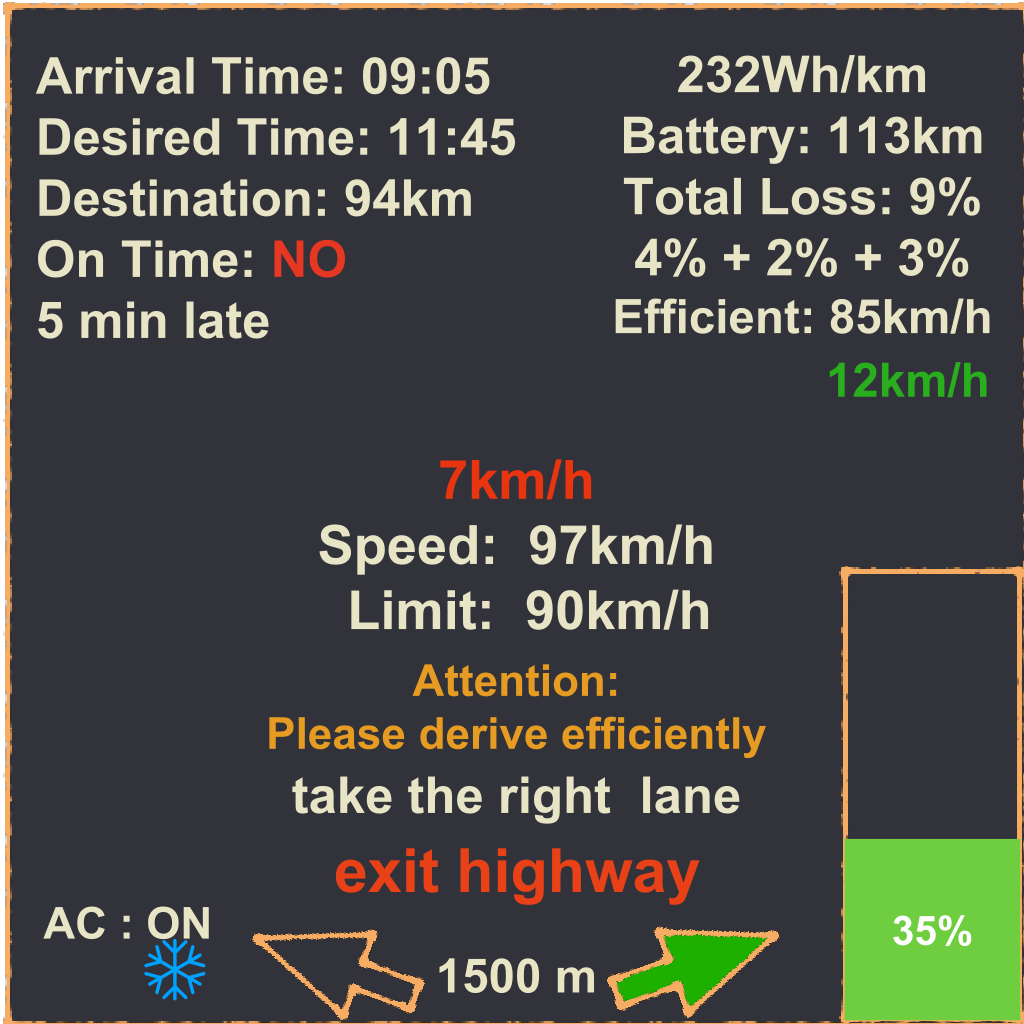 Arrival Time: 09:05
Desired Time: 11:45
Destination: 94km
On Time: NO
5 min late
232Wh/km
Battery: 113km
Total Loss: 9%
4% + 2% + 3%
Efficient: 85km/h
12km/h
7km/h
Speed: 97km/h
Limit: 90km/h
Attention:
Please derive efficiently
take the right lane
exit highway
AC : ON
1500 m
35%